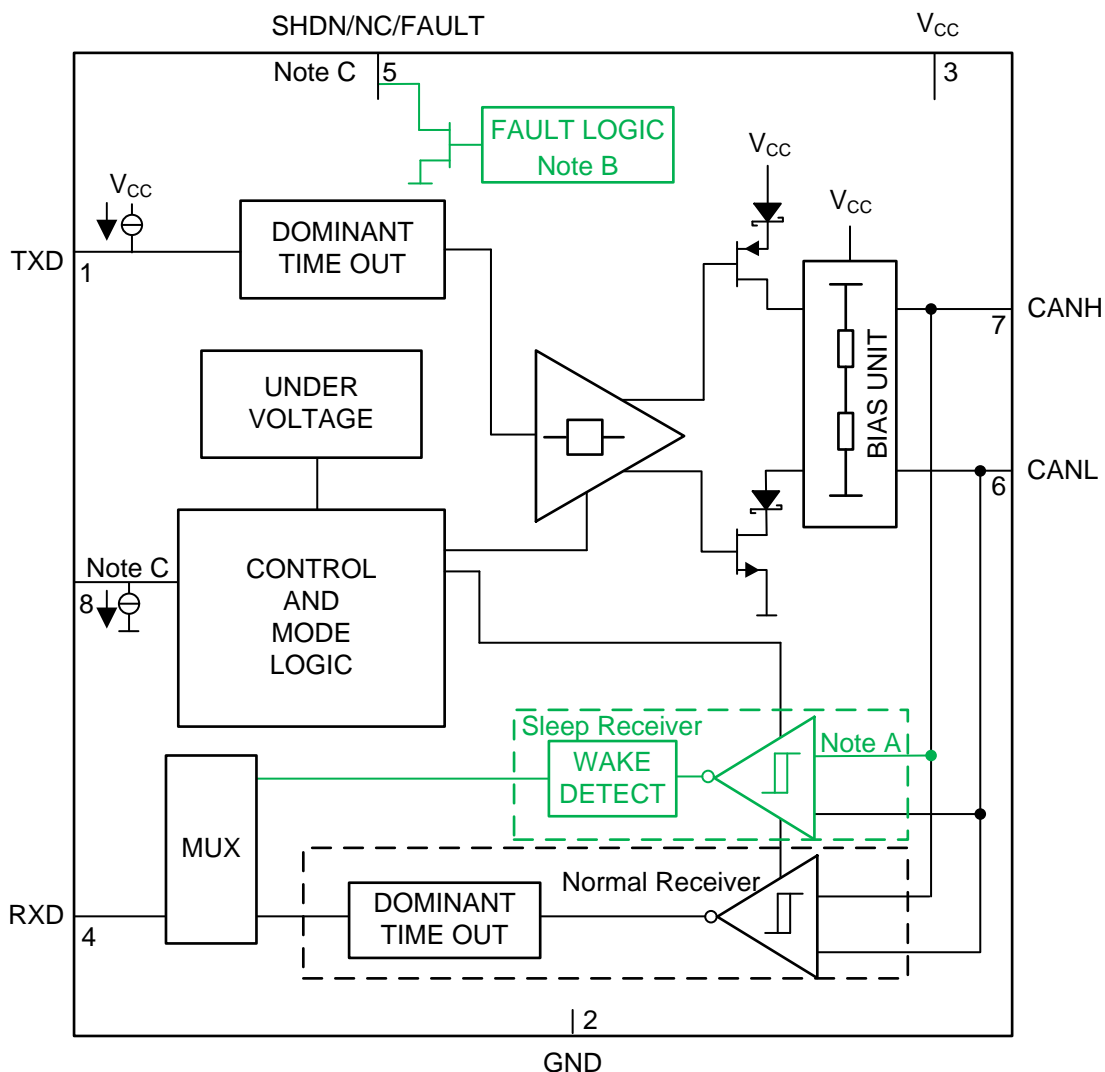 SHDN/NC/FAULT
VCC
Note C
5
3
FAULT LOGIC
Note B
VCC
VCC
VCC
DOMINANT
TIME OUT
TXD
1
CANH
7
UNDER
VOLTAGE
BIAS UNIT
CANL
6
Note C
8
CONTROL
AND
MODE
LOGIC
Sleep Receiver
Note A
WAKE
DETECT
MUX
Normal Receiver
RXD
4
DOMINANT
TIME OUT
2
GND